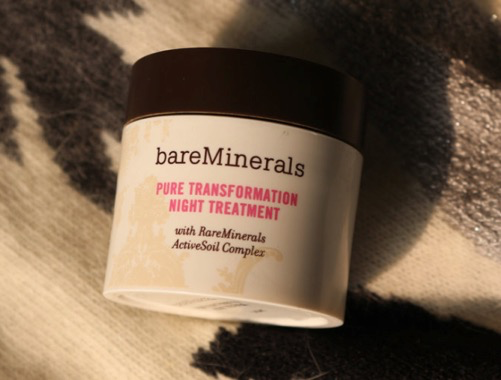 bareMinerals
PURE TRANSFORMATION
NIGHT TREATMENT
with RareMinerals
ActiveSoil Complex